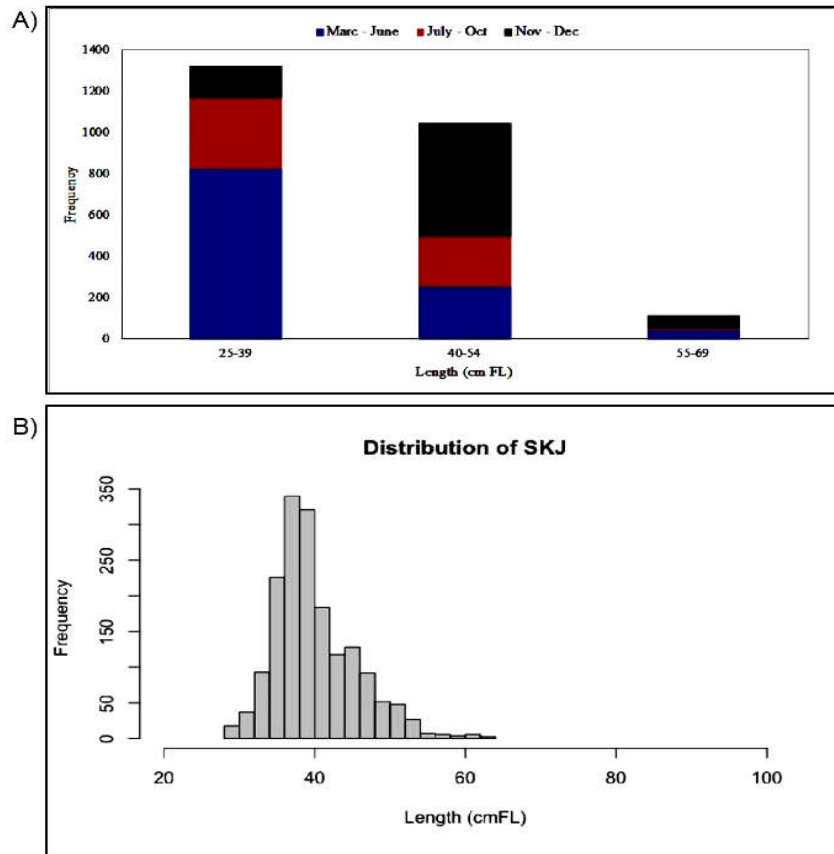 A)
Marc - June July - Oct Nov - Dec
1400
1200
1000
800
600
400
200
0
Frequency
25-39 40-54 55-69
Length (cm FL)
B)
Distribution of SKJ
350
250
150
50
0
Frequency
20 40 60 80 100
Length (cmFL)